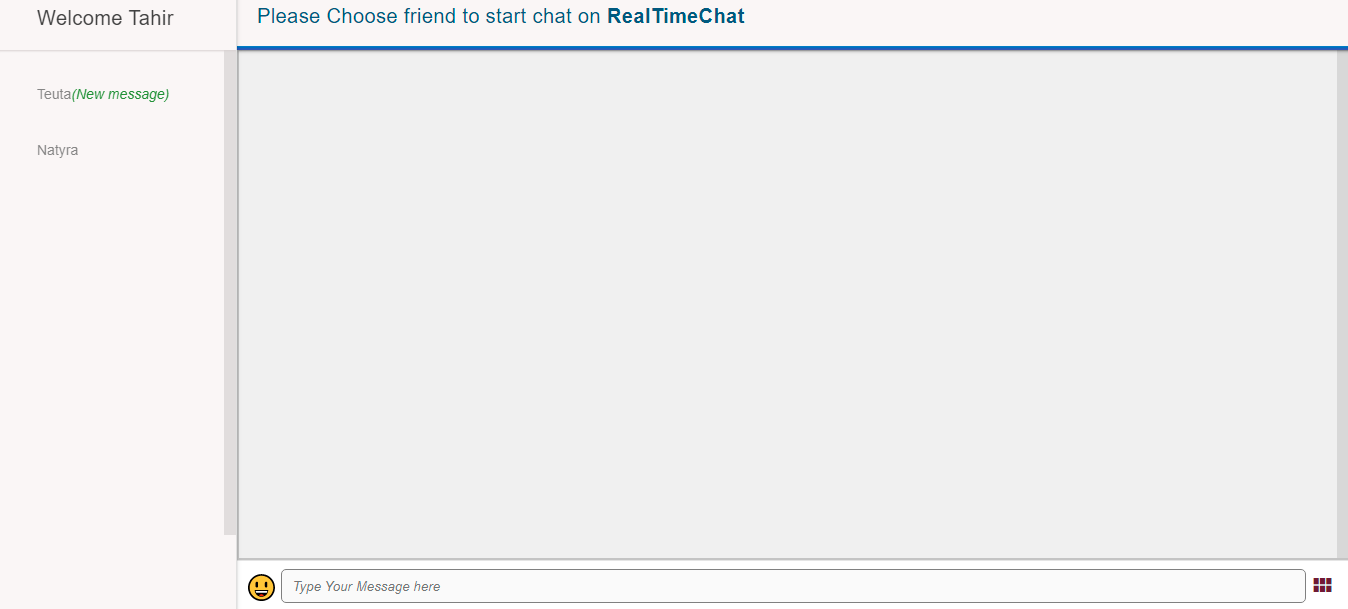 Welcome Tahir
Please Choose friend to start chat on RealTimeChat
Teuta(New message)
Natyra
Type Your Message here